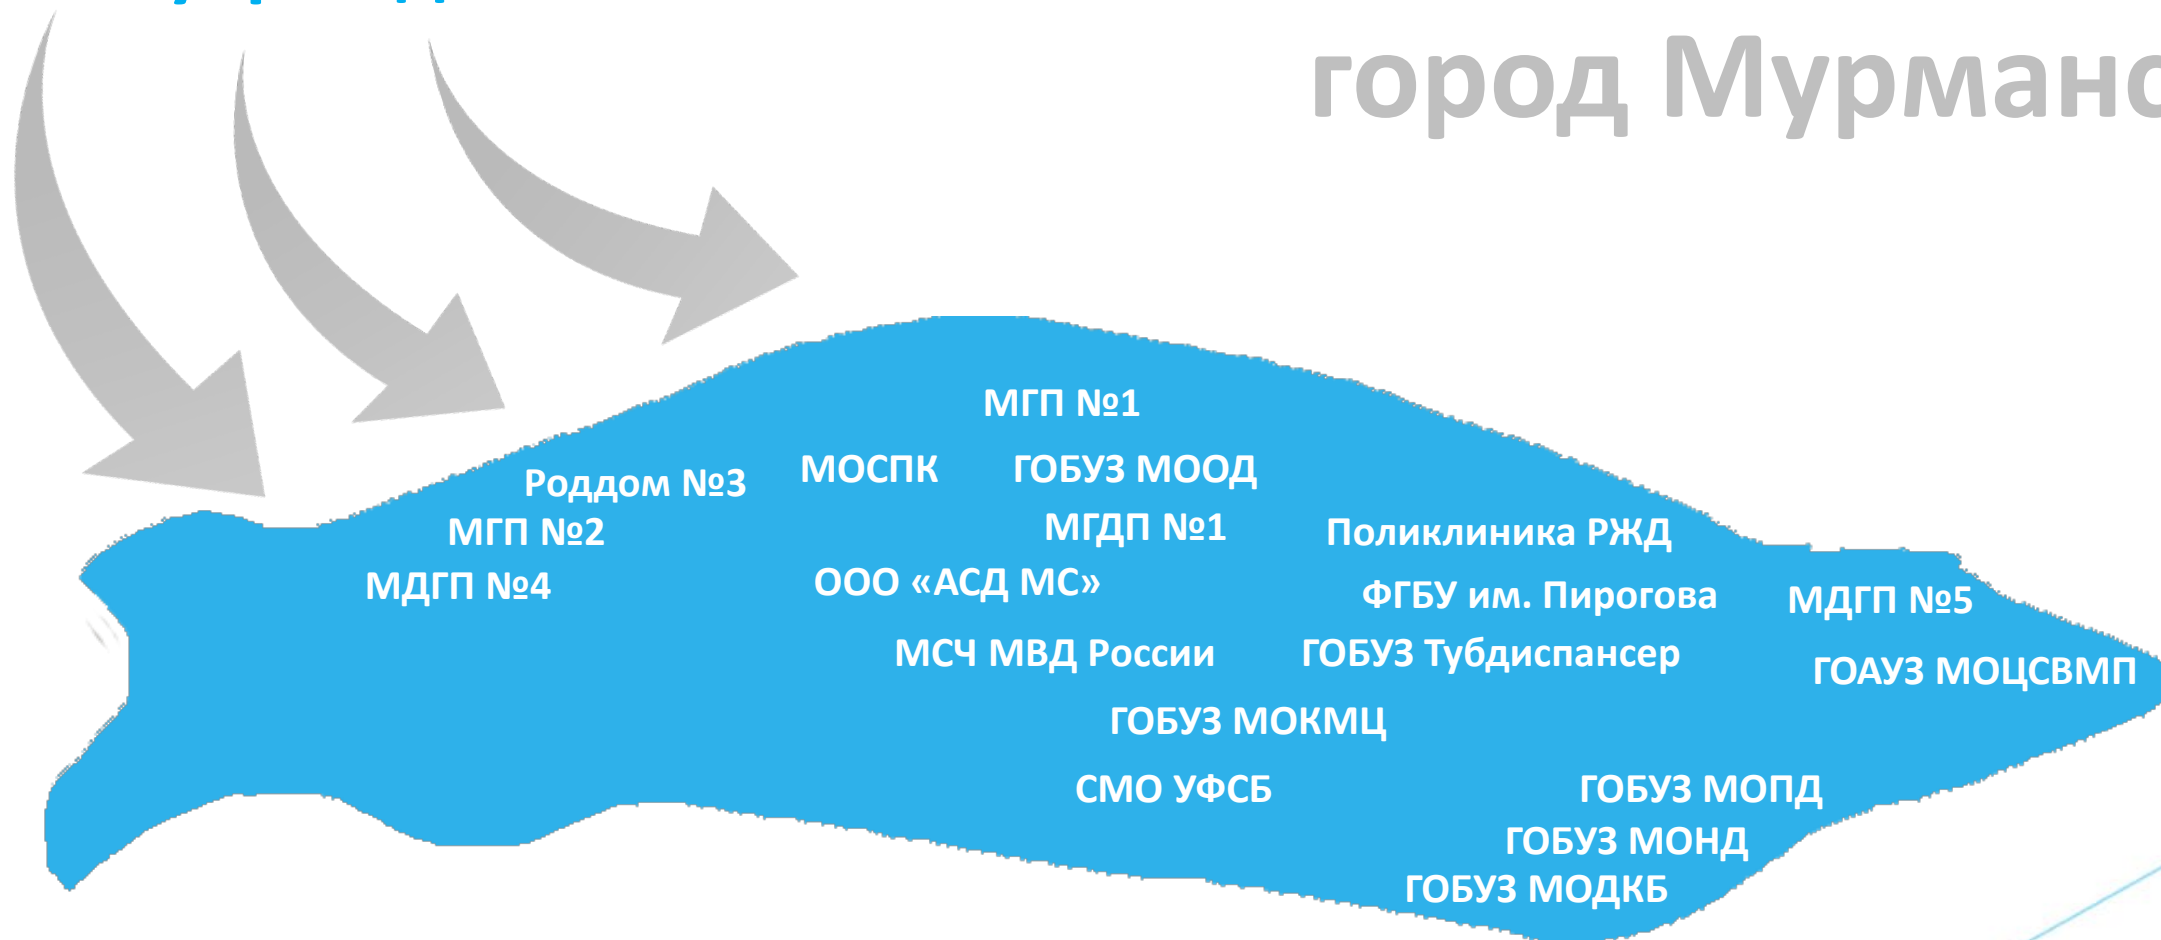 город
МГП №1
МОСПК
ГОБУЗ МООД
Роддом №3
МГП №2
МГДП №1
Поликлиника РЖД
МДГП №4
ООО «АСД МС»
ФГБУ им. Пирогова
МДГП №5
МСЧ МВД России
ГОБУЗ Тубдиспансер
ГОАУЗ МОЦСВМП
ГОБУЗ МОКМЦ
СМО УФСБ
ГОБУЗ МОПД
ГОБУЗ МОНД
ГОБУЗ МОДКБ